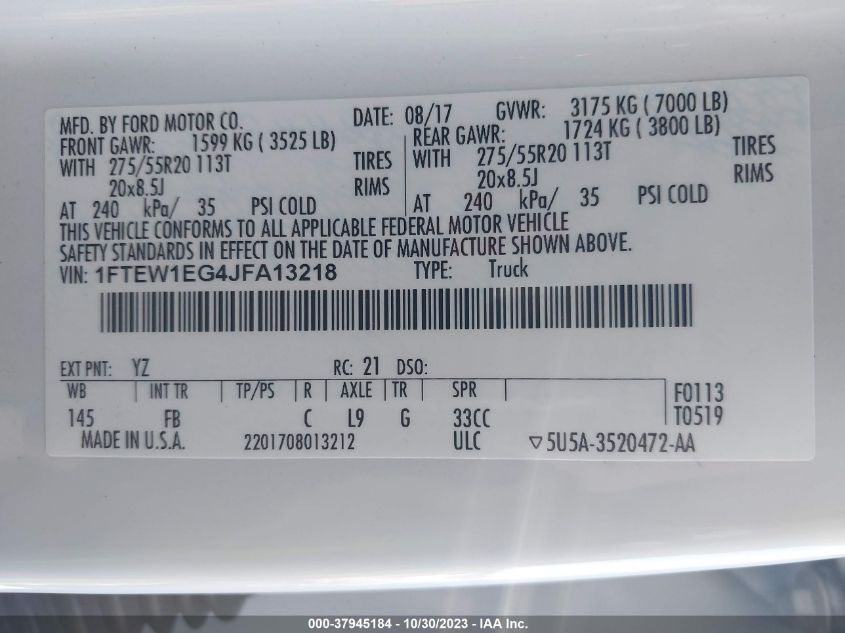 MFD. BY FORD MOTOR CO. DATE: 08/17 GVWR: 3175 KG ( 7000 LB)
FRONT GAWR: 1599 KG ( 3525 LB) REAR GAWR: 1724 KG ( 3800 LB)
WITH 275/55R20 113T TIRES WITH 275/55R20 113T TIRES
20x8.5J RIMS 20x8.5J RIMS
AT 240 kPa/ 35 PSI COLD AT 240 kPa/ 35 PSI COLD
THIS VEHICLE CONFORMS TO ALL APPLICABLE FEDERAL MOTOR VEHICLE
SAFETY STANDARDS IN EFFECT ON THE DATE OF MANUFACTURE SHOWN ABOVE.
VIN: 1FTEW1EG4JFA13218 TYPE: Truck
EXT PNT: YZ RC: 21 DSO:
WB INT TR TP/PS R AXLE TR SPR F0113
145 FB C L9 G 33CC T0519
MADE IN U.S.A. 2201708013212 ULC ▽5U5A-3520472-AA
000-37945184 | 10/30/2023 | - IAA Inc.